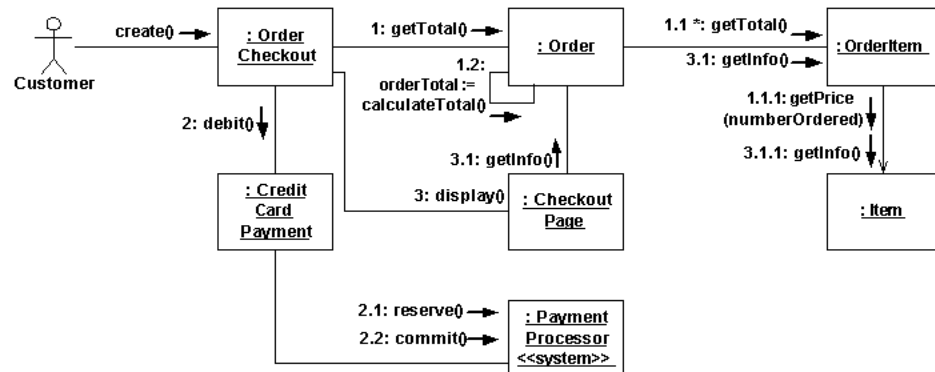 create()
: Order
Checkout
1: getTotal()
: Order
1.1 *: getTotal()
3.1: getInfo()
: OrderItem
Customer
1.2:
orderTotal :=
calculateTotal()
1.1.1: getPrice
(numberOrdered)
2: debit()
3.1: getInfo()
3.1.1: getInfo()
: Credit
Card
Payment
3: display()
: Checkout
Page
: Item
2.1: reserve()
2.2: commit()
: Payment
Processor
<<system>>